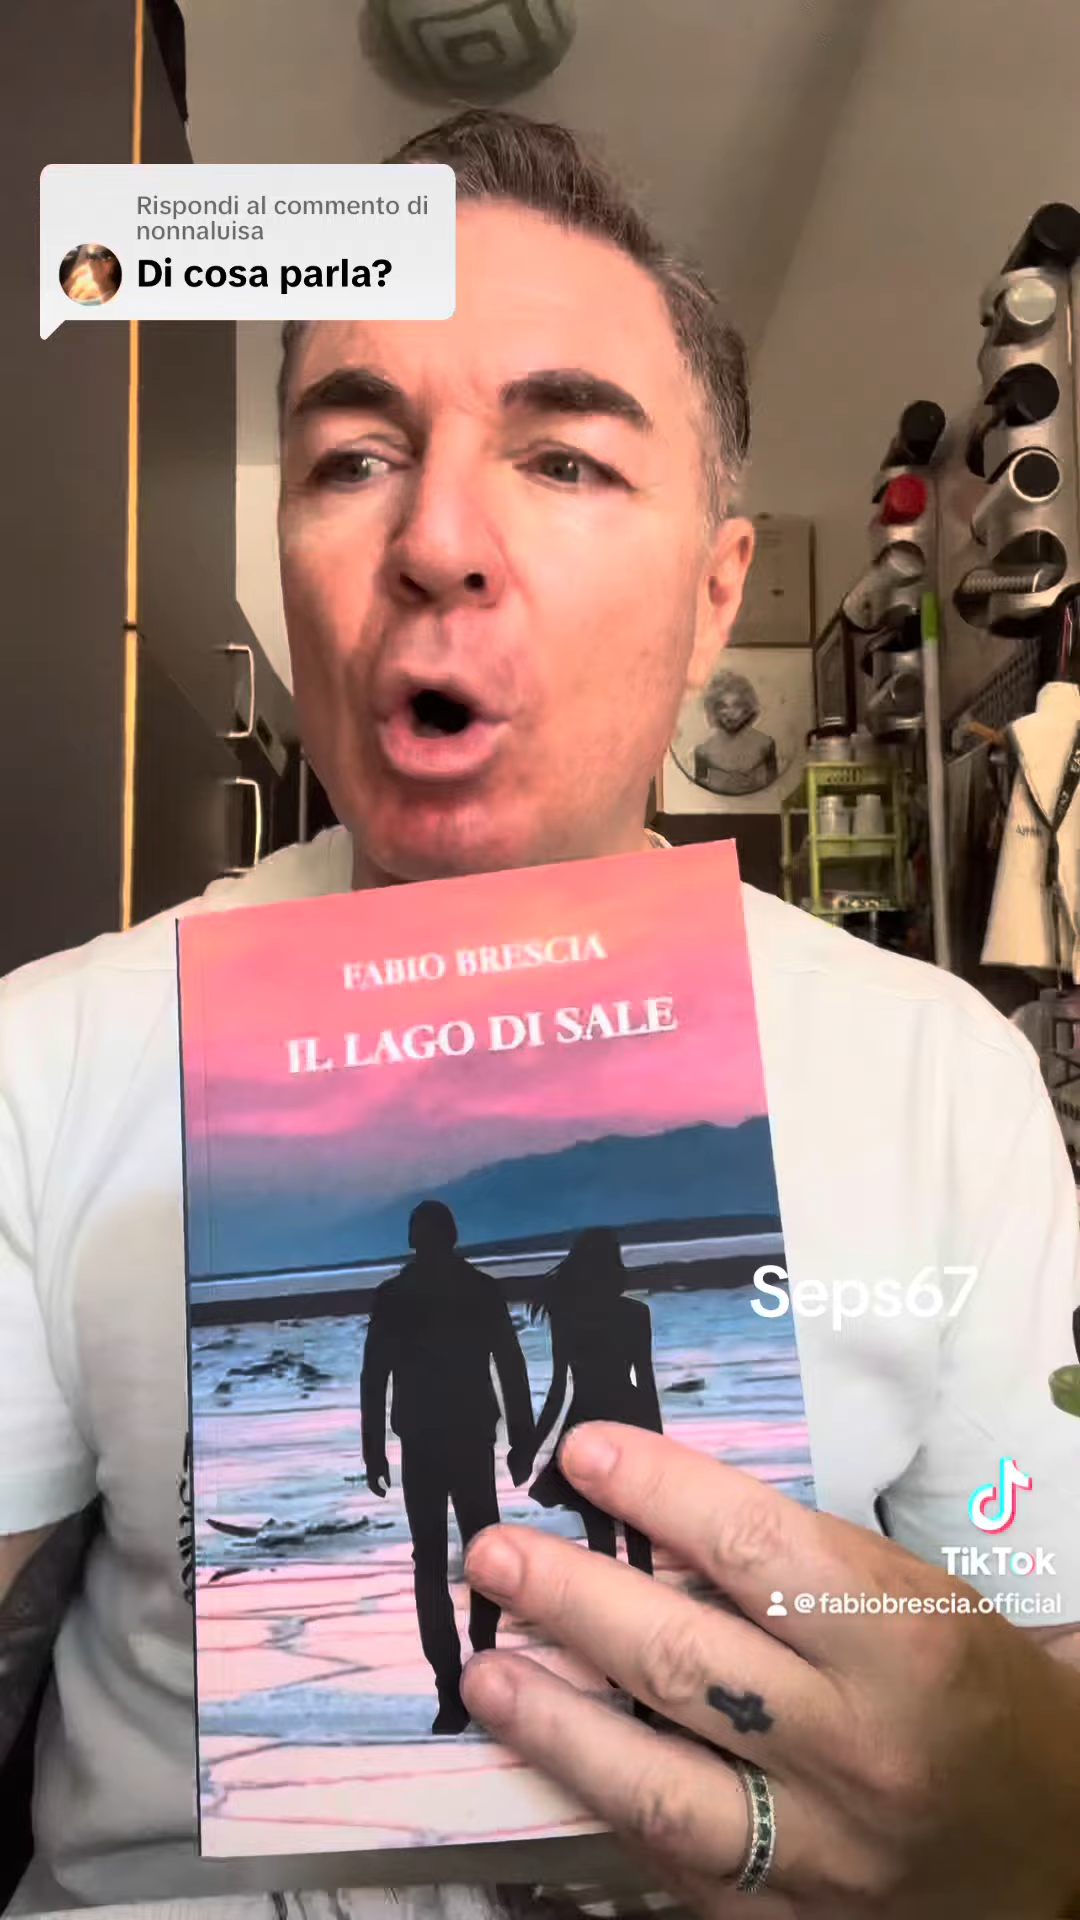 Rispondi al commento di
nonnaluisa
Di cosa parla?
FABIO BRESCIA
IL LAGO DI SALE
Seps67
TikTok
@fabiobrescia.official